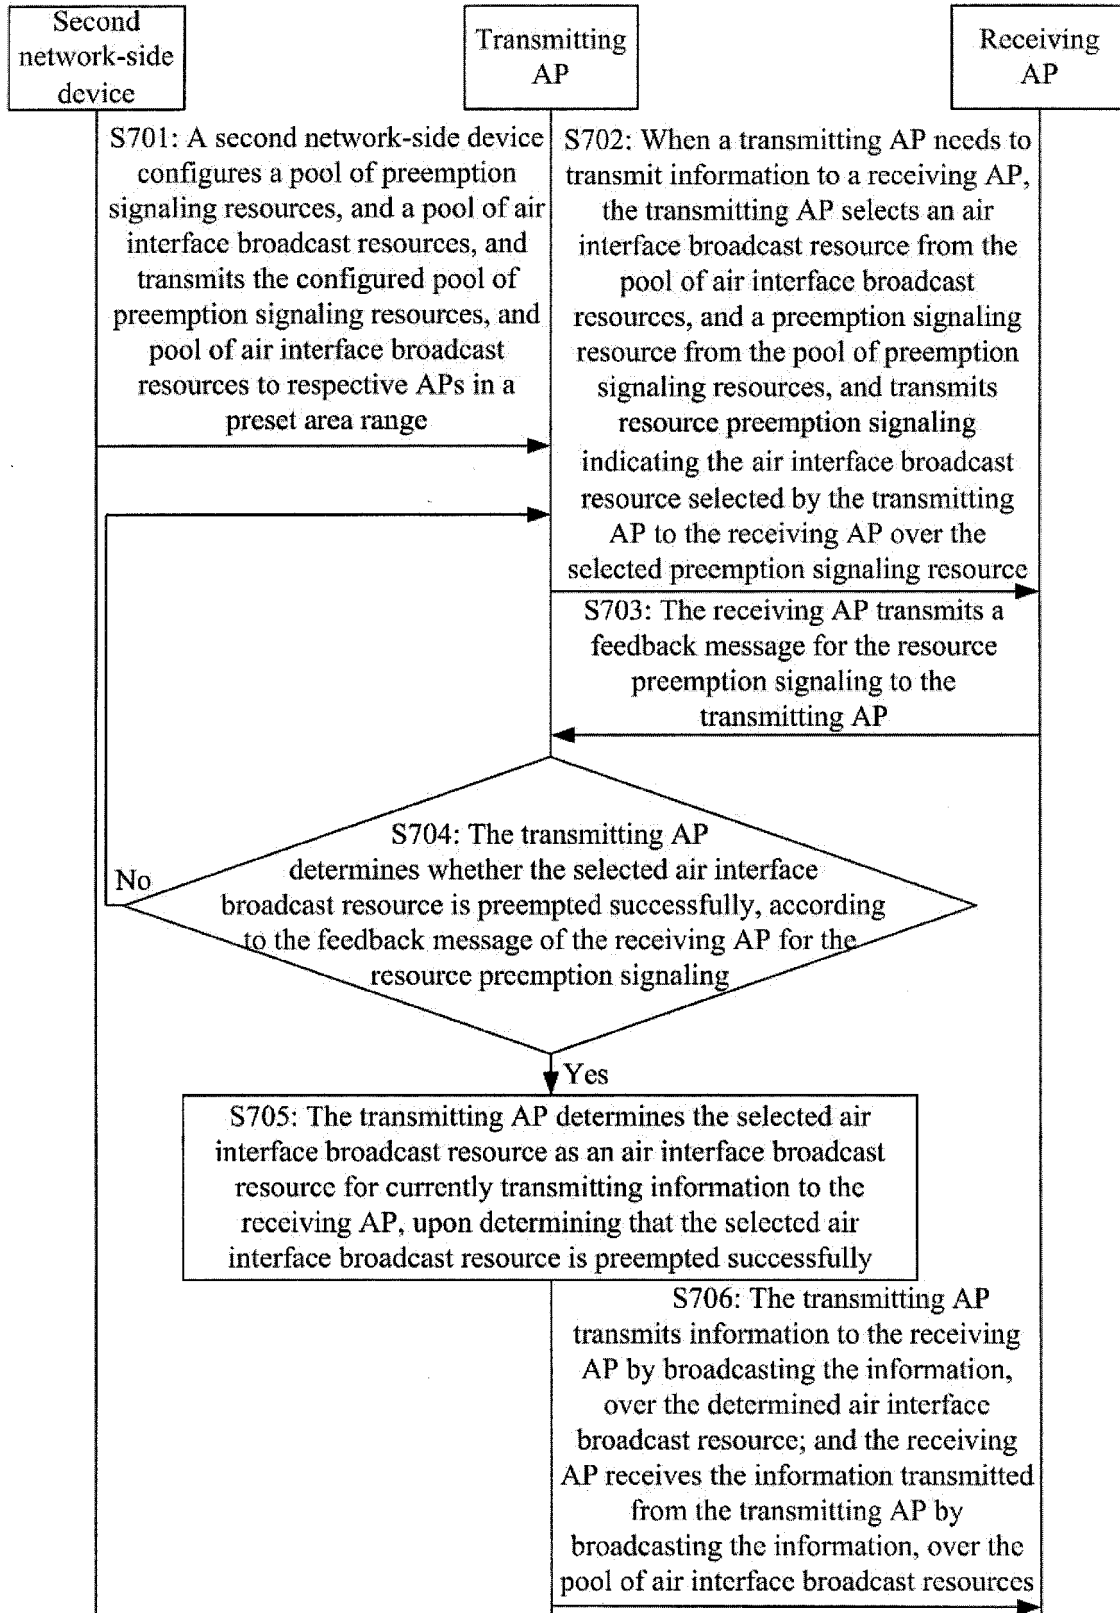 Second
network-side
device
Transmitting
AP
Receiving
AP
S701: A second network-side device
configures a pool of preemption
signaling resources, and a pool of air
interface broadcast resources, and
transmits the configured pool of
preemption signaling resources, and
pool of air interface broadcast
resources to respective APs in a
preset area range
S702: When a transmitting AP needs to
transmit information to a receiving AP,
the transmitting AP selects an air
interface broadcast resource from the
pool of air interface broadcast
resources, and a preemption signaling
resource from the pool of preemption
signaling resources, and transmits
resource preemption signaling
indicating the air interface broadcast
resource selected by the transmitting
AP to the receiving AP over the
selected preemption signaling resource
S703: The receiving AP transmits a
feedback message for the resource
preemption signaling to the
transmitting AP
S704: The transmitting AP
determines whether the selected air interface
broadcast resource is preempted successfully, according
to the feedback message of the receiving AP for the
resource preemption signaling
No
Yes
S705: The transmitting AP determines the selected air
interface broadcast resource as an air interface broadcast
resource for currently transmitting information to the
receiving AP, upon determining that the selected air
interface broadcast resource is preempted successfully
S706: The transmitting AP
transmits information to the receiving
AP by broadcasting the information,
over the determined air interface
broadcast resource; and the receiving
AP receives the information transmitted
from the transmitting AP by
broadcasting the information, over the
pool of air interface broadcast resources